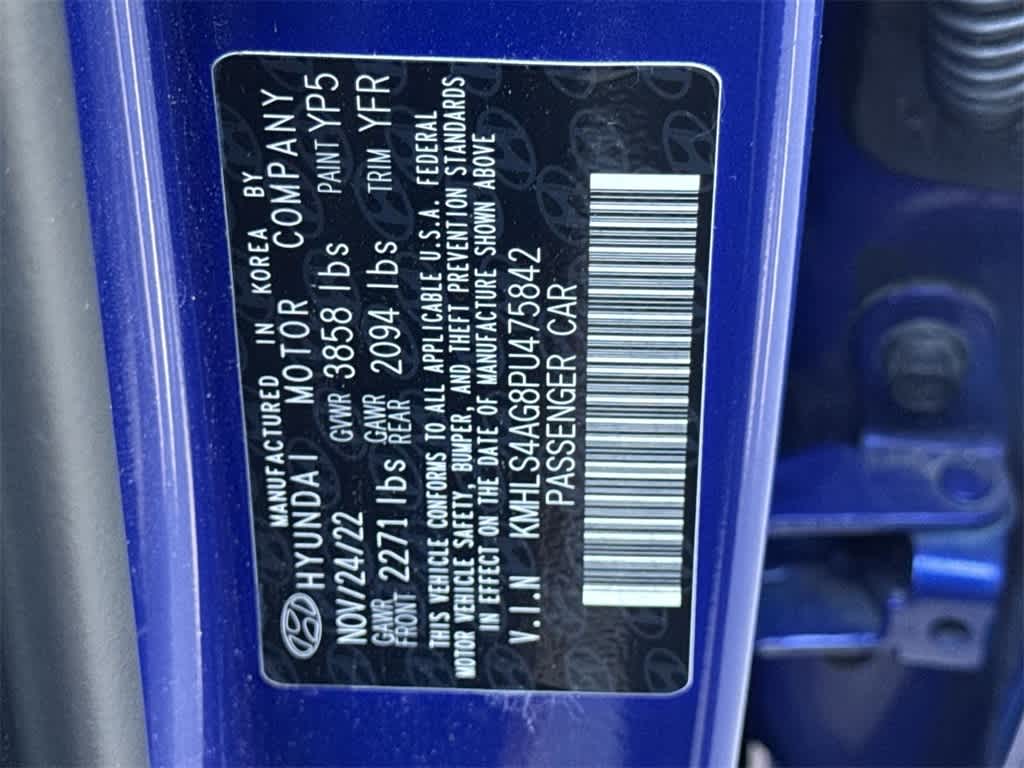 MANUFACTURED IN KOREA BY
HYUNDAI MOTOR COMPANY
NOV/24/22 GVWR 3858 lbs PAINT YP5
GAWR FRONT 2271 lbs GAWR REAR 2094 lbs TRIM YFR
THIS VEHICLE CONFORMS TO ALL APPLICABLE U.S.A. FEDERAL
MOTOR VEHICLE SAFETY, BUMPER, AND THEFT PREVENTION STANDARDS
IN EFFECT ON THE DATE OF MANUFACTURE SHOWN ABOVE
V.I.N KMHLS4AG8PU475842
PASSENGER CAR